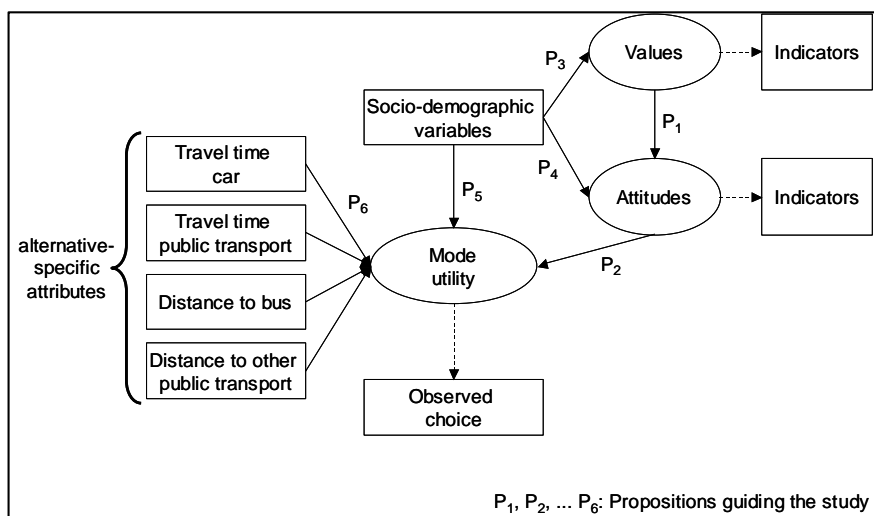 Values
Indicators
P3
Socio-demographic
variables
P1
P4
Travel time
car
P5
Attitudes
Indicators
P6
Travel time
public transport
alternative-
specific
attributes
Mode
utility
P2
Distance to bus
Distance to other
public transport
Observed
choice
P1, P2, ... P6: Propositions guiding the study